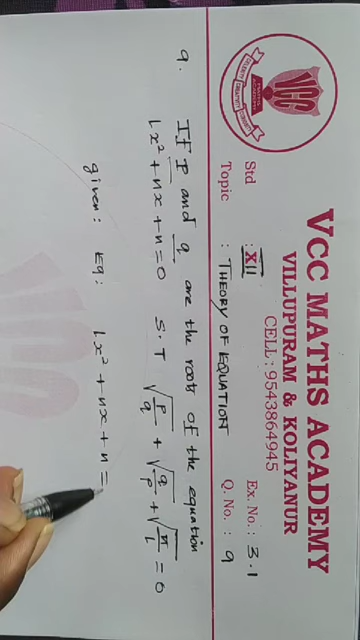 VCC MATHS ACADEMY
VILLUPURAM & KOLIYANUR
CELL: 9543864945
VCC
Std : XII
Ex. No. : 3.1
Topic : THEORY OF EQUATION
Q. No. : 9
9. If P and q are the roots of the equation
lx² + nx + n = 0 S.T √p/q + √q/p + √n/l = 0
given: Eq: lx² + nx + n =